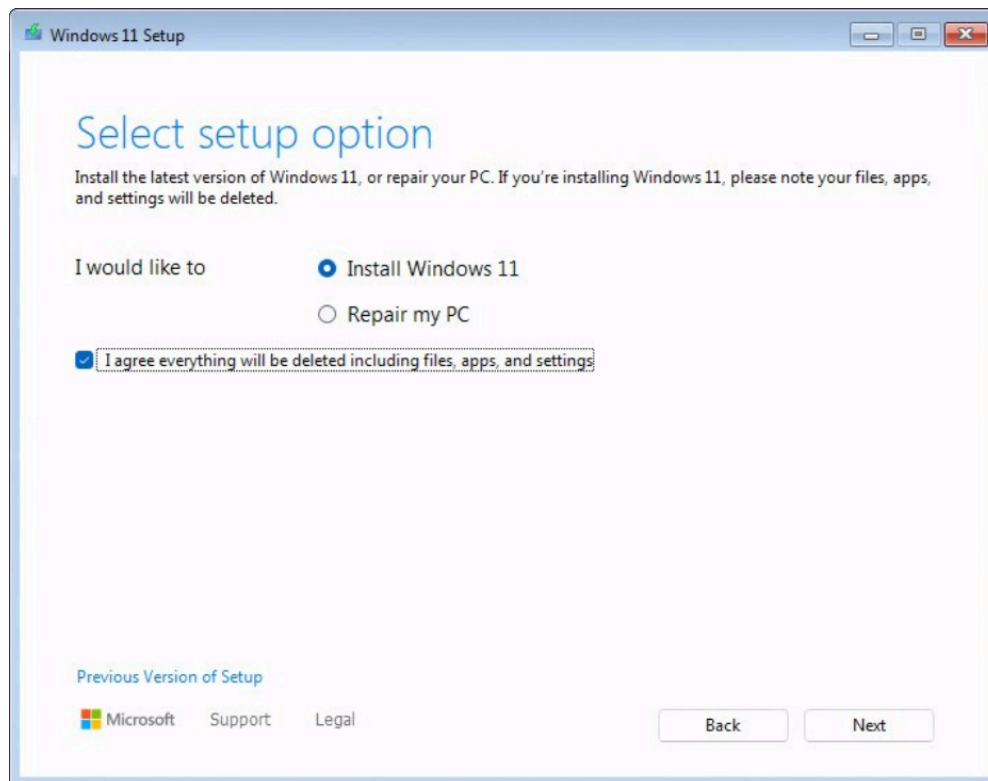 Windows 11 Setup
Select setup option
Install the latest version of Windows 11, or repair your PC. If you're installing Windows 11, please note your files, apps,
and settings will be deleted.
I would like to
Install Windows 11
Repair my PC
I agree everything will be deleted including files, apps, and settings
Previous Version of Setup
Microsoft Support Legal
Back Next